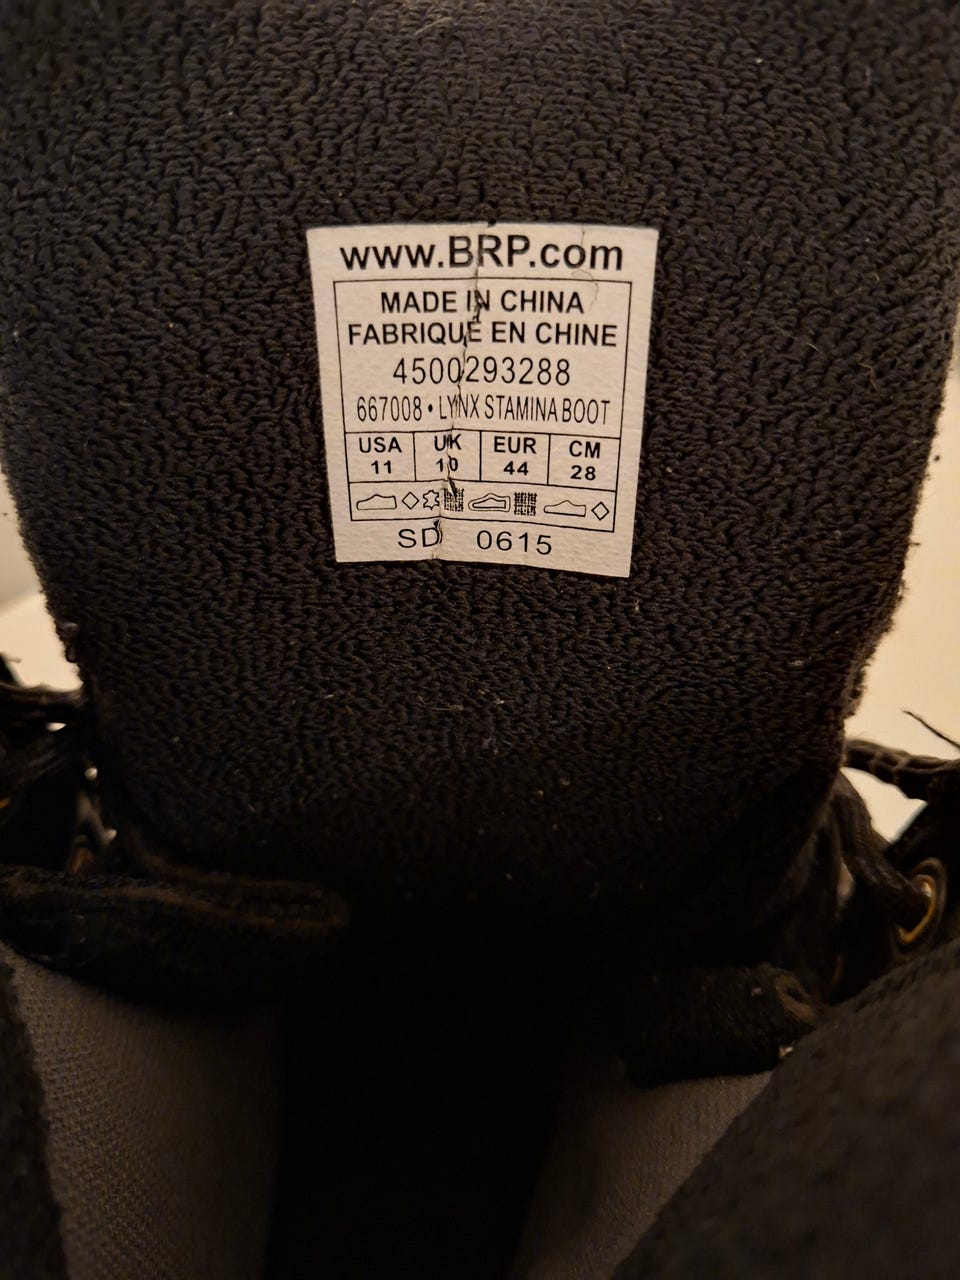 www.BRP.com
MADE IN CHINA
FABRIQUÉ EN CHINE
4500293288
667008 • LYNX STAMINA BOOT
USA UK EUR CM
11 10 44 28
SD 0615